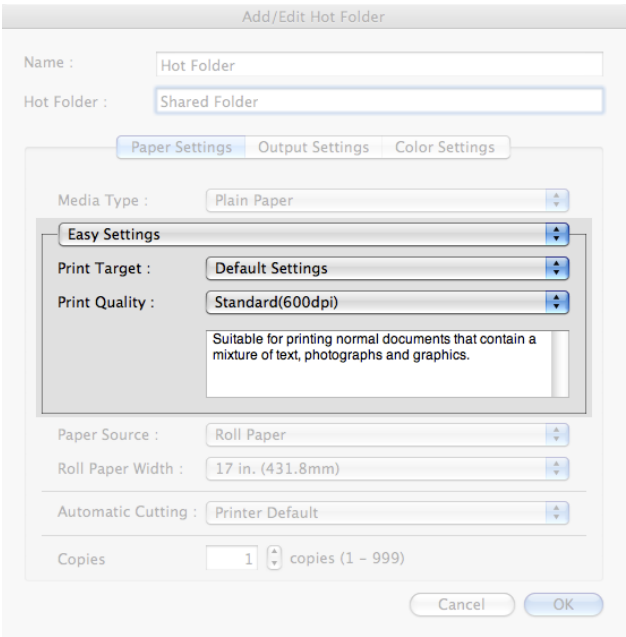 Add/Edit Hot Folder
Name : Hot Folder
Hot Folder : Shared Folder
Paper Settings Output Settings Color Settings
Media Type : Plain Paper
Easy Settings
Print Target : Default Settings
Print Quality : Standard(600dpi)
Suitable for printing normal documents that contain a
mixture of text, photographs and graphics.
Paper Source : Roll Paper
Roll Paper Width : 17 in. (431.8mm)
Automatic Cutting : Printer Default
Copies 1 copies (1 – 999)
Cancel OK